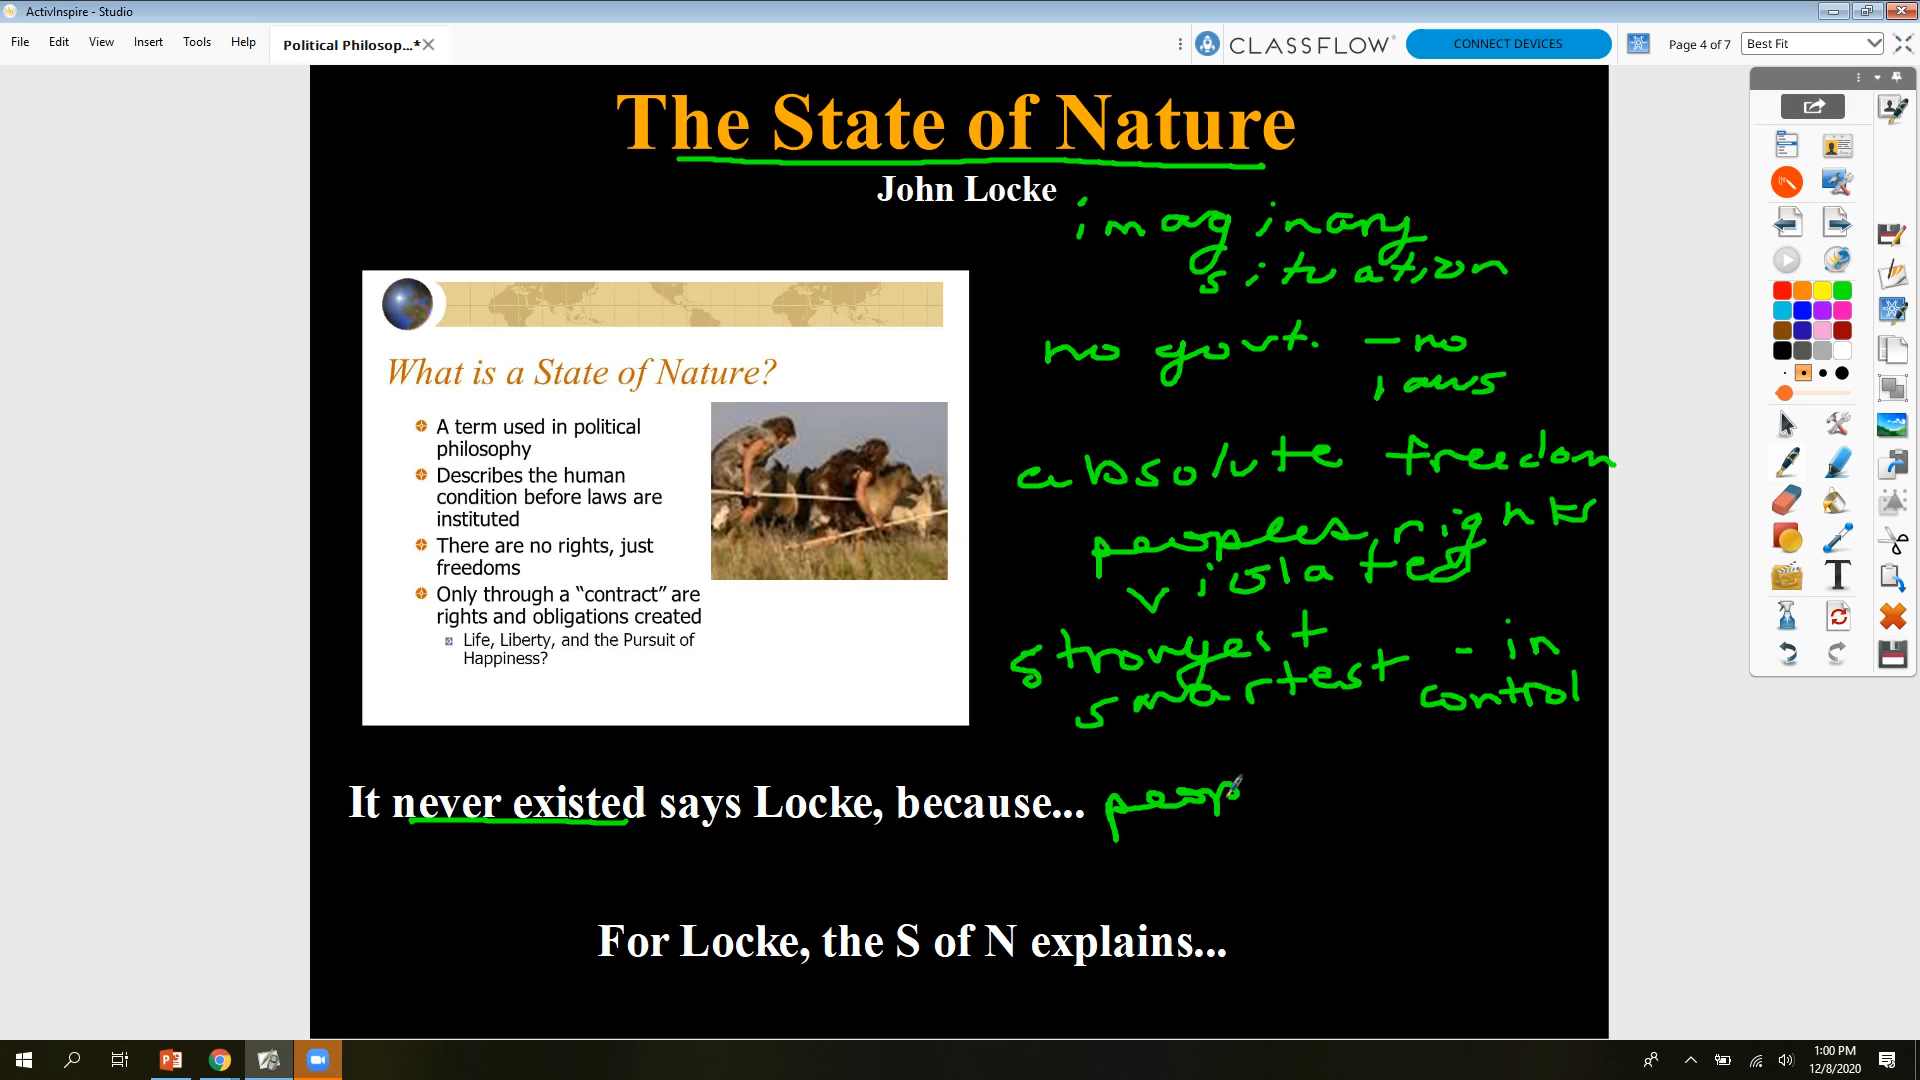 ActivInspire - Studio
File Edit View Insert Tools Help
Political Philosop...*
CLASSFLOW
CONNECT DEVICES
Page 4 of 7
Best Fit
The State of Nature
John Locke
imaginary
situation
no govt. - no
laws
absolute freedom
peoples rights
violated
strongest
smartest - in
control
What is a State of Nature?
A term used in political
philosophy
Describes the human
condition before laws are
instituted
There are no rights, just
freedoms
Only through a “contract” are
rights and obligations created
Life, Liberty, and the Pursuit of
Happiness?
It never existed says Locke, because... peop
For Locke, the S of N explains...
1:00 PM
12/8/2020